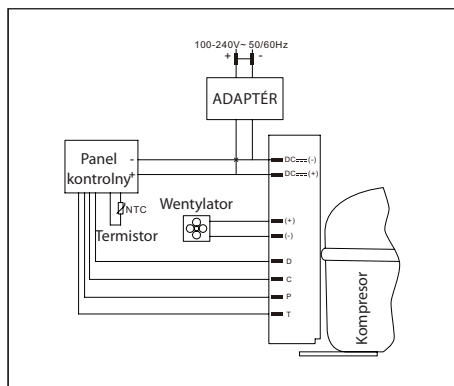 100-240V~ 50/60Hz
+ -
ADAPTÉR
Panel
kontrolny
-
+
DC (-)
DC (+)
NTC
Termistor
Wentylator
(+)
(-)
D
C
P
T
Kompresor